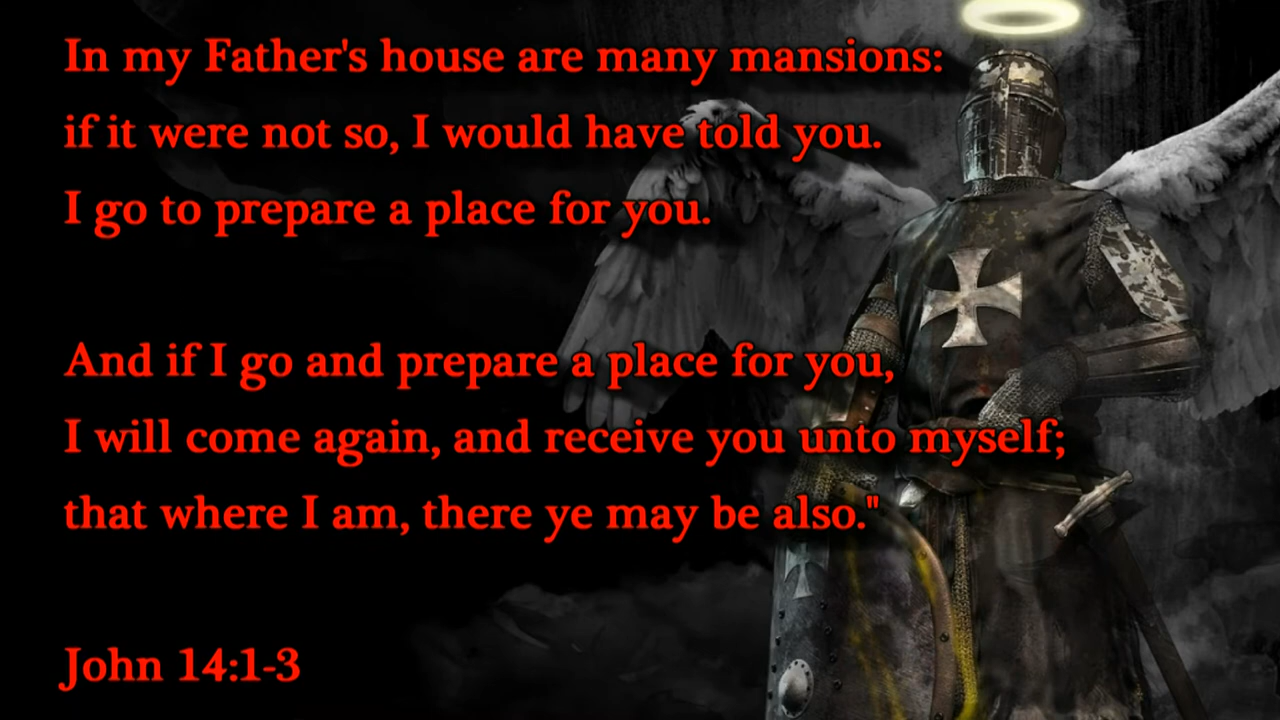 In my Father's house are many mansions:
if it were not so, I would have told you.
I go to prepare a place for you.
And if I go and prepare a place for you,
I will come again, and receive you unto myself;
that where I am, there ye may be also."
John 14:1-3